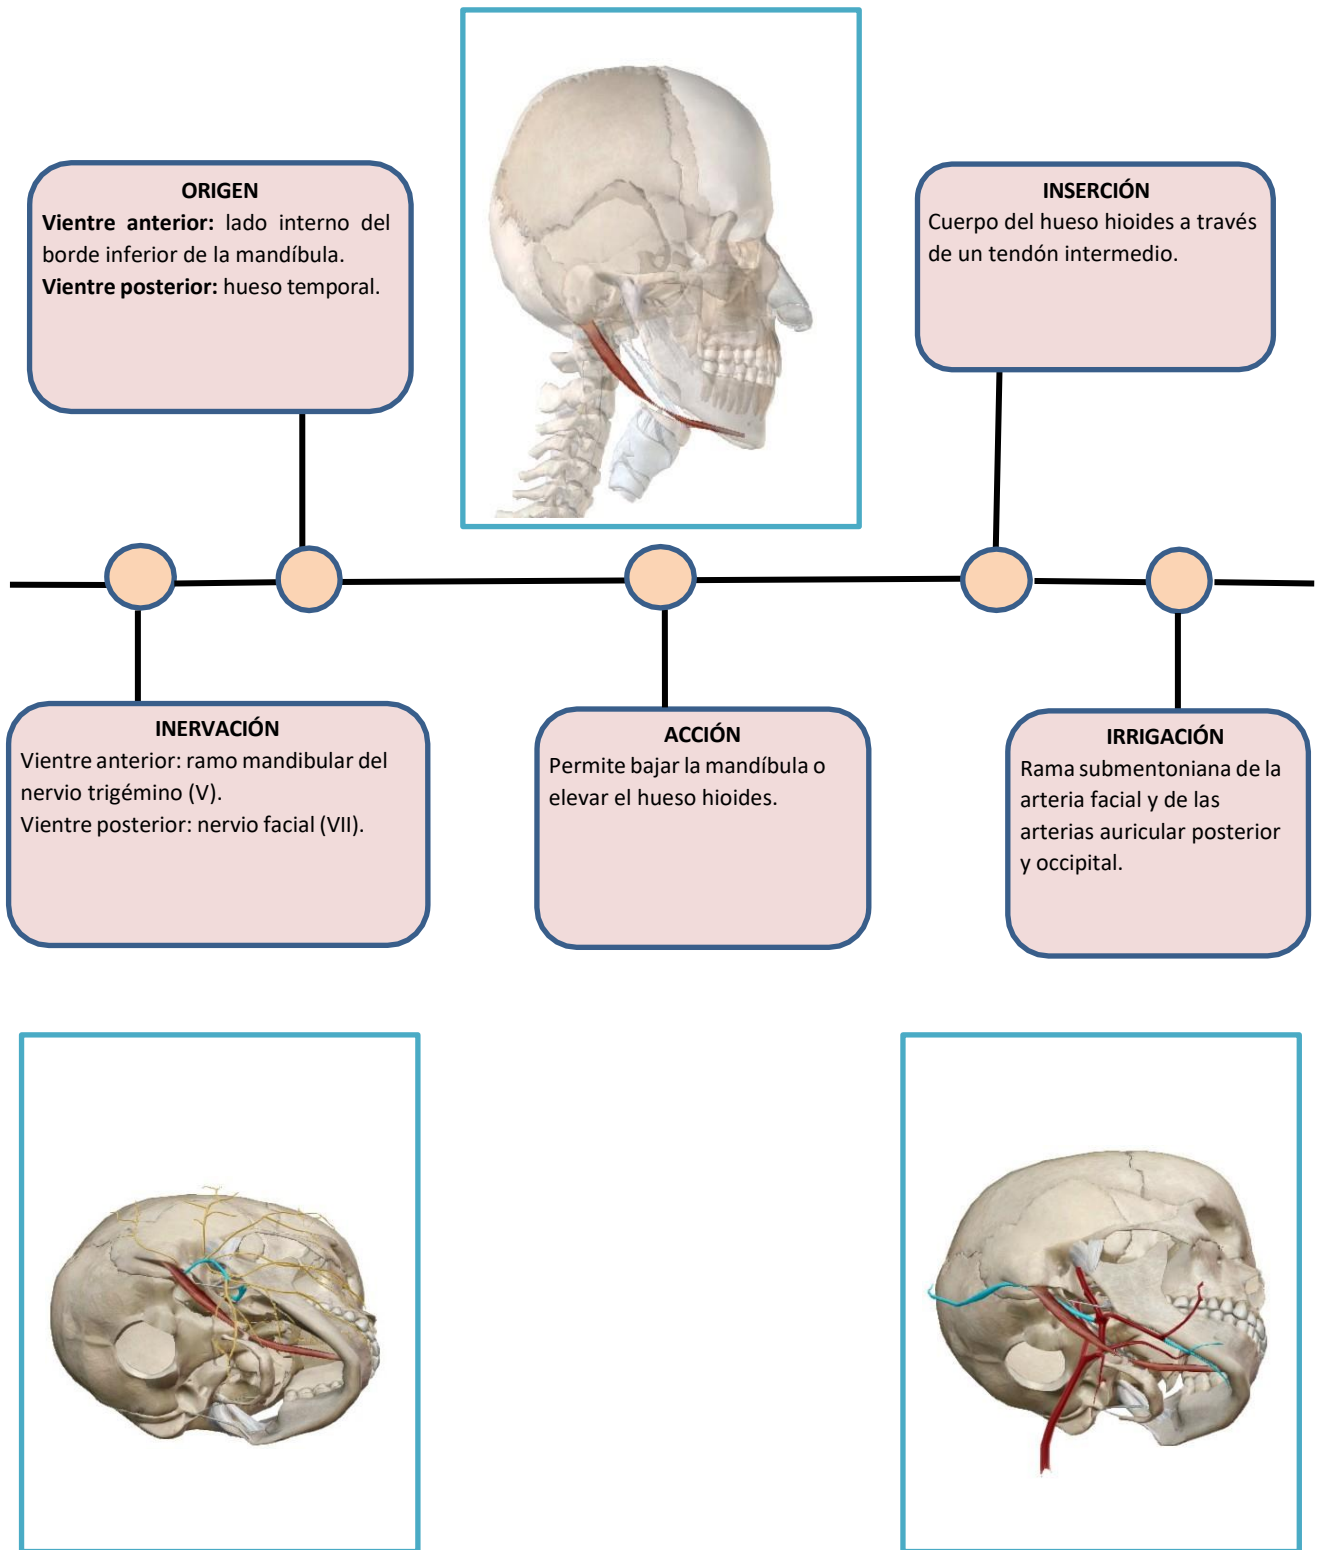 ORIGEN
Vientre anterior: lado interno del
borde inferior de la mandíbula.
Vientre posterior: hueso temporal.
INSERCIÓN
Cuerpo del hueso hioides a través
de un tendón intermedio.
INERVACIÓN
Vientre anterior: ramo mandibular del
nervio trigémino (V).
Vientre posterior: nervio facial (VII).
ACCIÓN
Permite bajar la mandíbula o
elevar el hueso hioides.
IRRIGACIÓN
Rama submentoniana de la
arteria facial y de las
arterias auricular posterior
y occipital.